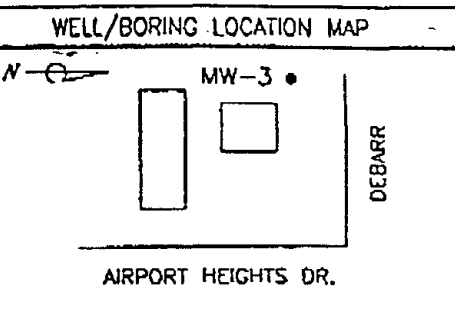 WELL/BORING LOCATION MAP
N
MW-3
DEBARR
AIRPORT HEIGHTS DR.